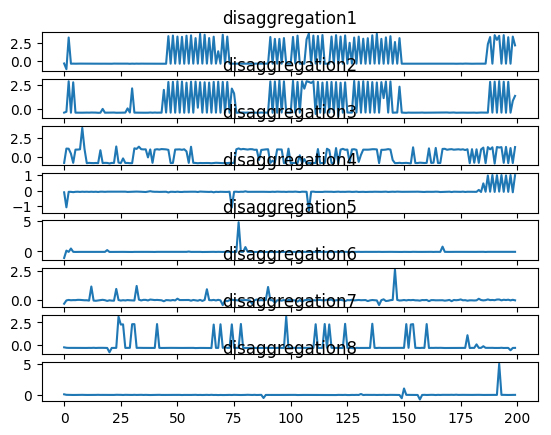 disaggregation1
2.5
0.0
disaggregation2
2.5
0.0
disaggregation3
2.5
0.0
disaggregation4
1
0
−1
disaggregation5
5
0
disaggregation6
2.5
0.0
disaggregation7
2.5
0.0
disaggregation8
5
0
0 25 50 75 100 125 150 175 200